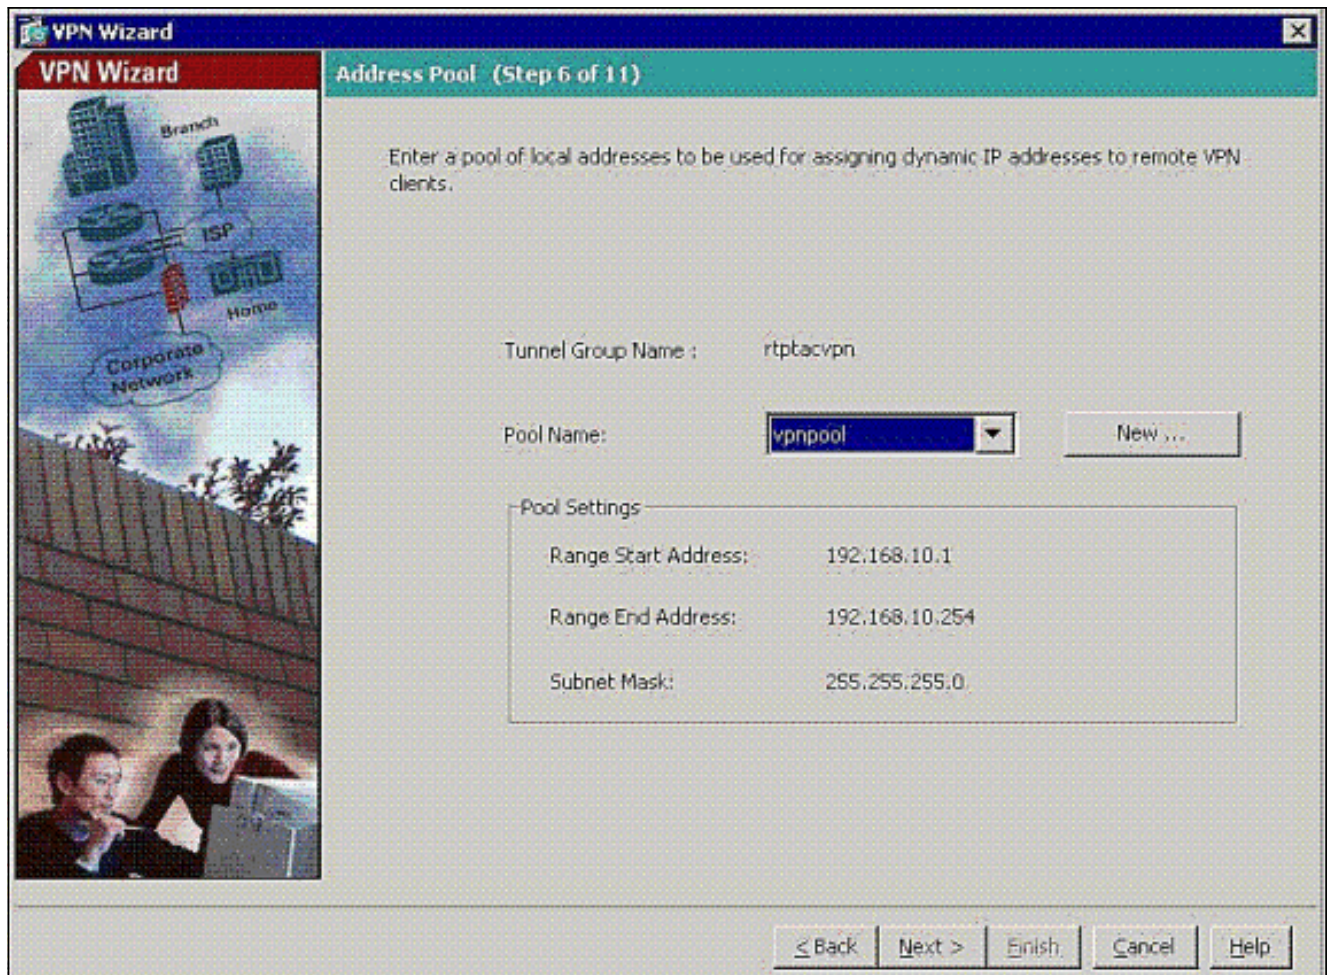 VPN Wizard
VPN Wizard
Address Pool (Step 6 of 11)
Branch
ISP
Home
Corporate
Network
Enter a pool of local addresses to be used for assigning dynamic IP addresses to remote VPN
clients.
Tunnel Group Name : rtptacvpn
Pool Name: vpnpool New ...
Pool Settings
Range Start Address: 192.168.10.1
Range End Address: 192.168.10.254
Subnet Mask: 255.255.255.0
< Back Next > Finish Cancel Help